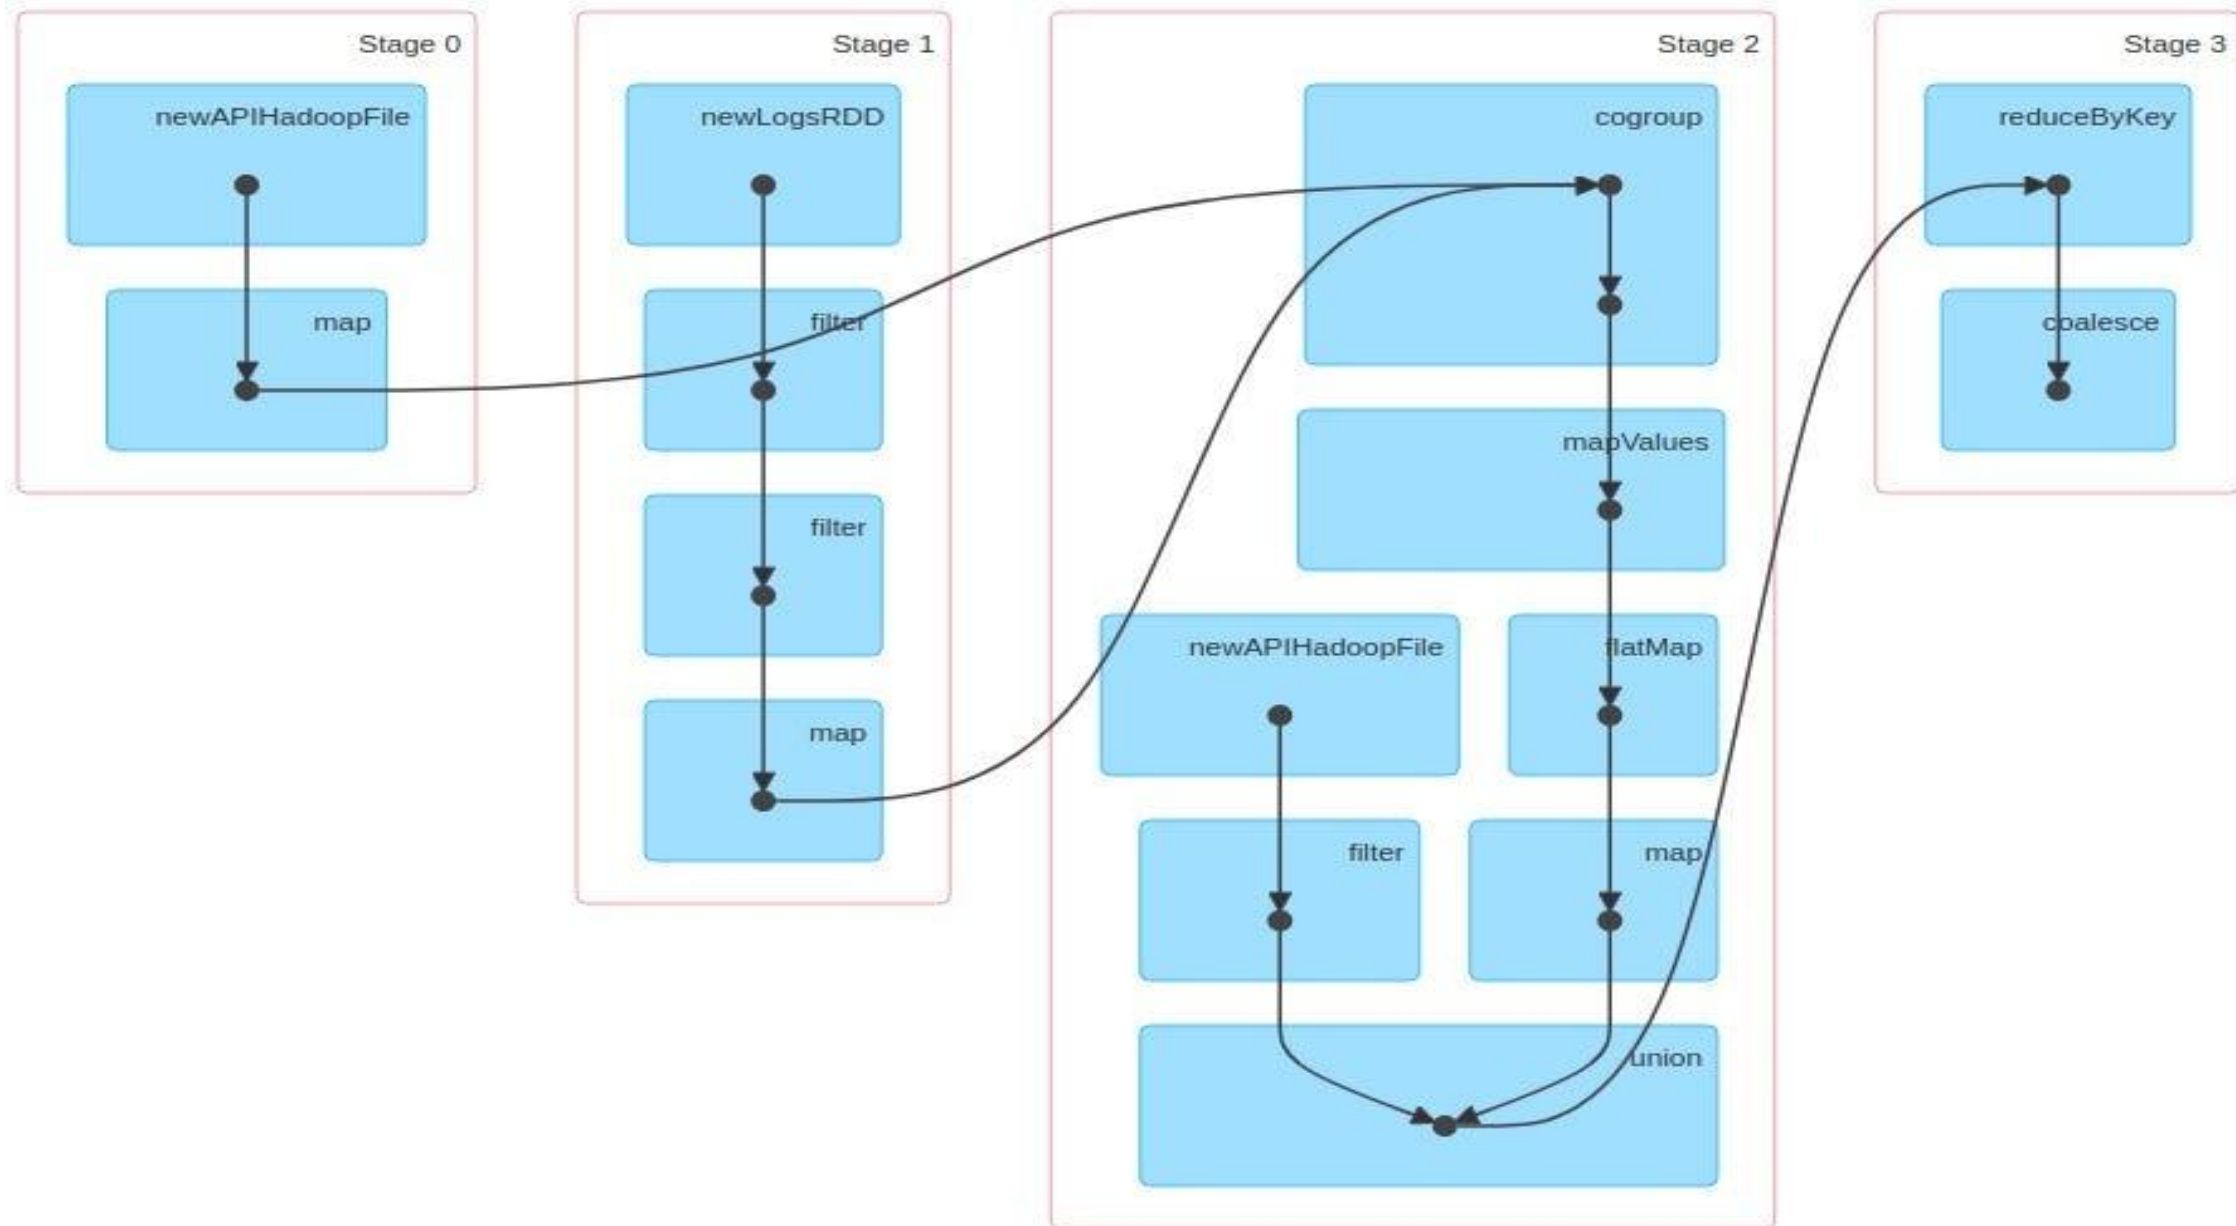 Stage 0
newAPIHadoopFile
map
Stage 1
newLogsRDD
filter
filter
map
Stage 2
cogroup
mapValues
newAPIHadoopFile
flatMap
filter
map
union
Stage 3
reduceByKey
coalesce